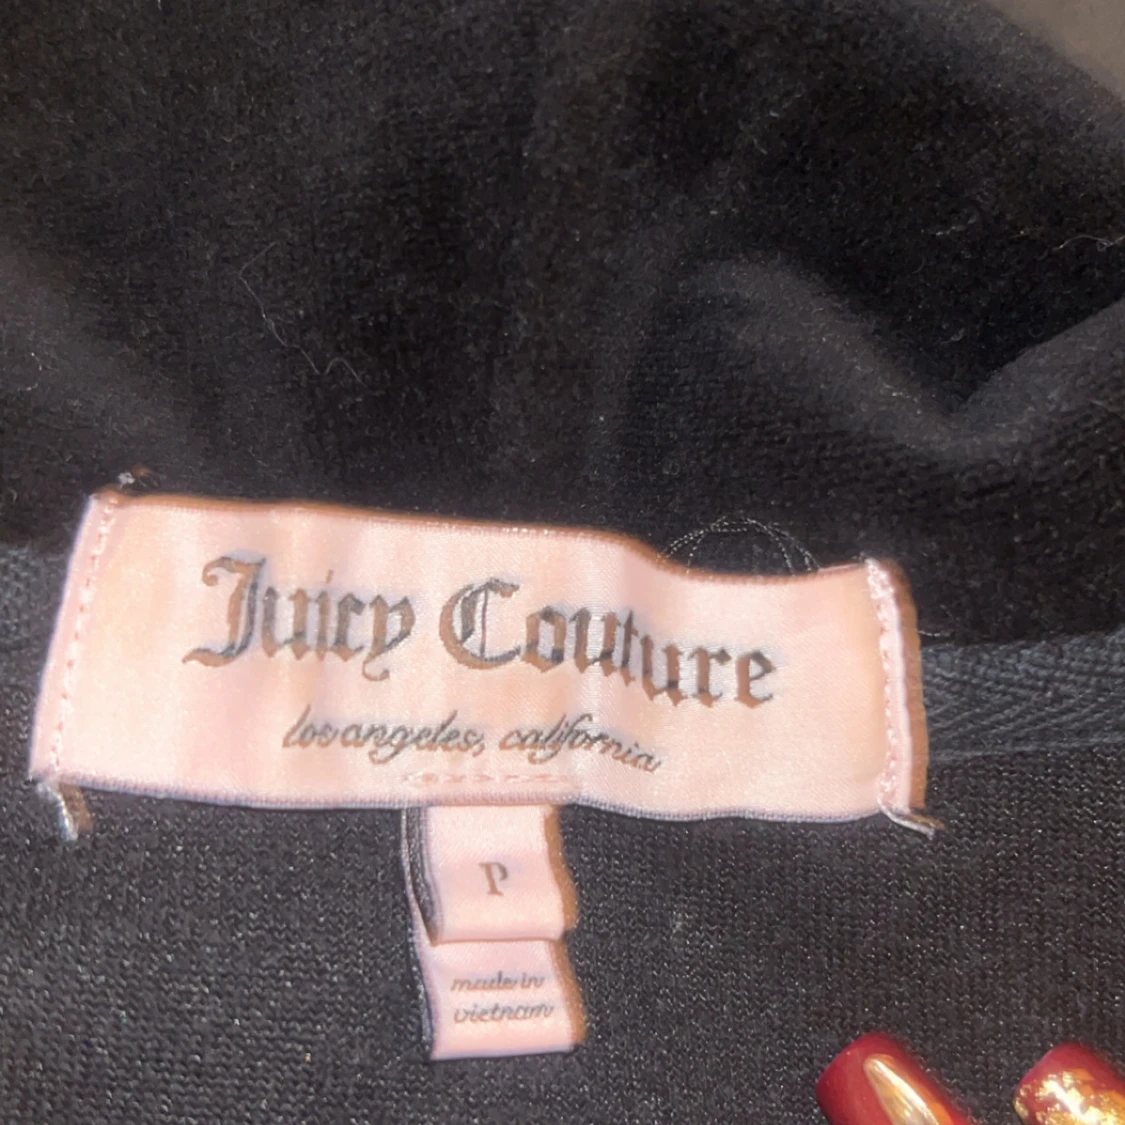 Juicy Couture
los angeles, california
P
made in
vietnam